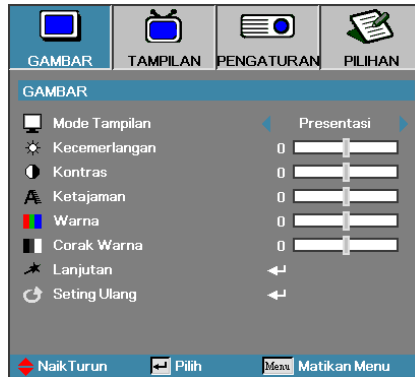 GAMBAR TAMPILAN PENGATURAN PILIHAN
GAMBAR
Mode Tampilan Presentasi
Kecemerlangan 0
Kontras 0
Ketajaman 0
Warna 0
Corak Warna 0
Lanjutan
Seting Ulang
NaikTurun Pilih Menu Matikan Menu